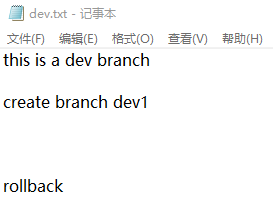 dev.txt - 记事本
文件(F) 编辑(E) 格式(O) 查看(V) 帮助(H)
this is a dev branch
create branch dev1
rollback